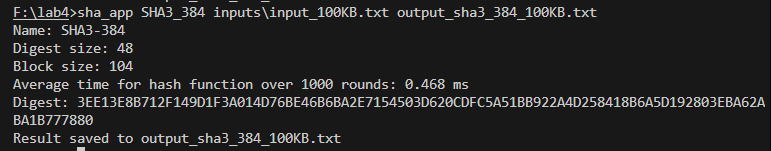 F:\lab4>sha_app SHA3_384 inputs\input_100KB.txt output_sha3_384_100KB.txt
Name: SHA3-384
Digest size: 48
Block size: 104
Average time for hash function over 1000 rounds: 0.468 ms
Digest: 3EE13E8B712F149D1F3A014D76BE46B6BA2E7154503D620CDFC5A51BB922A4D258418B6A5D192803EBA62A
BA1B777880
Result saved to output_sha3_384_100KB.txt